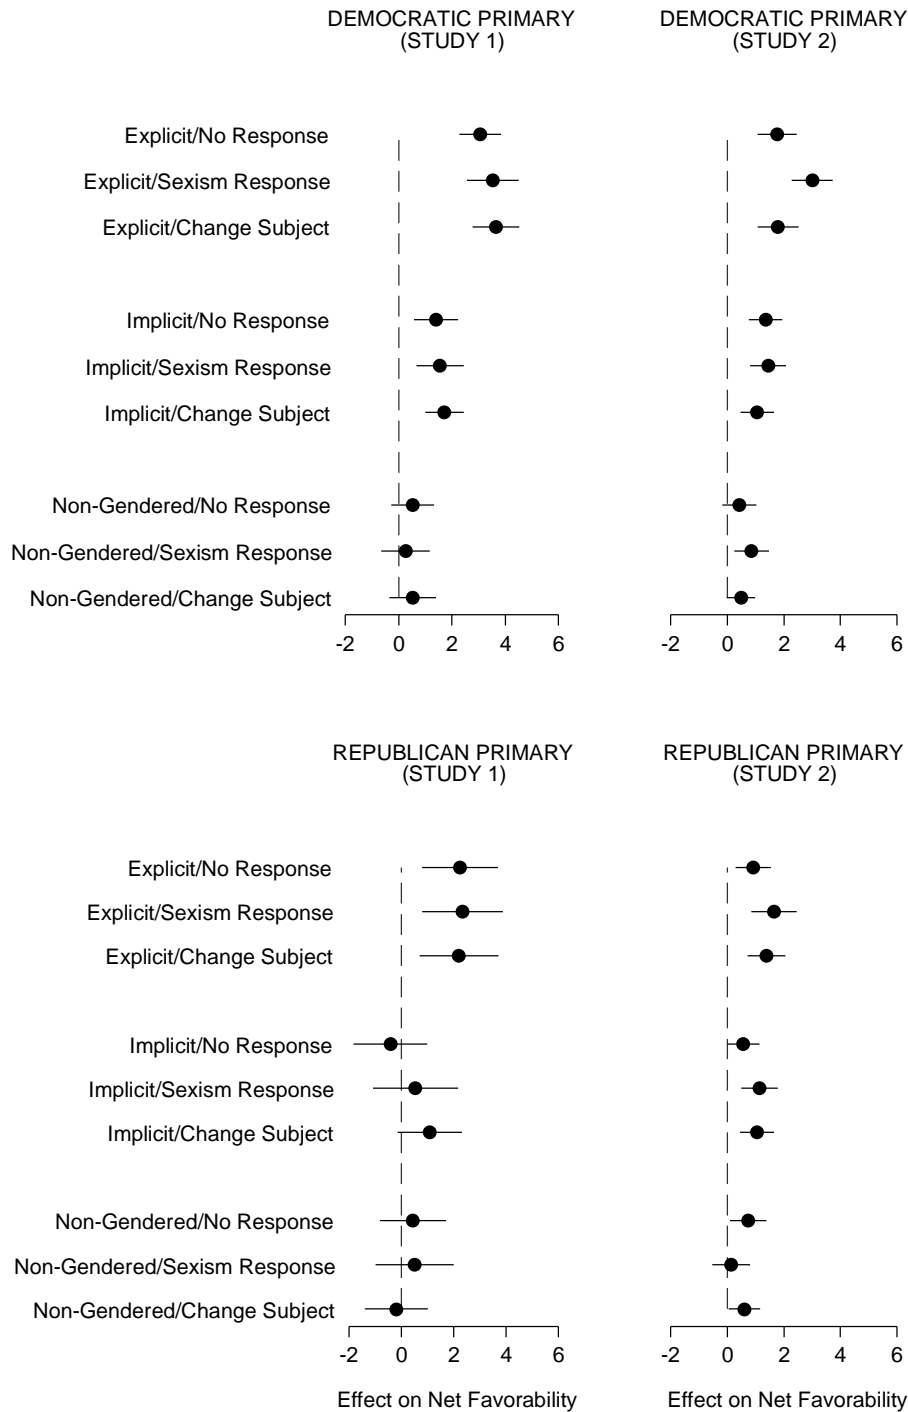 DEMOCRATIC PRIMARY
(STUDY 1)
DEMOCRATIC PRIMARY
(STUDY 2)
Explicit/No Response
Explicit/Sexism Response
Explicit/Change Subject
Implicit/No Response
Implicit/Sexism Response
Implicit/Change Subject
Non-Gendered/No Response
Non-Gendered/Sexism Response
Non-Gendered/Change Subject
-2 0 2 4 6
-2 0 2 4 6
REPUBLICAN PRIMARY
(STUDY 1)
REPUBLICAN PRIMARY
(STUDY 2)
Explicit/No Response
Explicit/Sexism Response
Explicit/Change Subject
Implicit/No Response
Implicit/Sexism Response
Implicit/Change Subject
Non-Gendered/No Response
Non-Gendered/Sexism Response
Non-Gendered/Change Subject
-2 0 2 4 6
-2 0 2 4 6
Effect on Net Favorability
Effect on Net Favorability